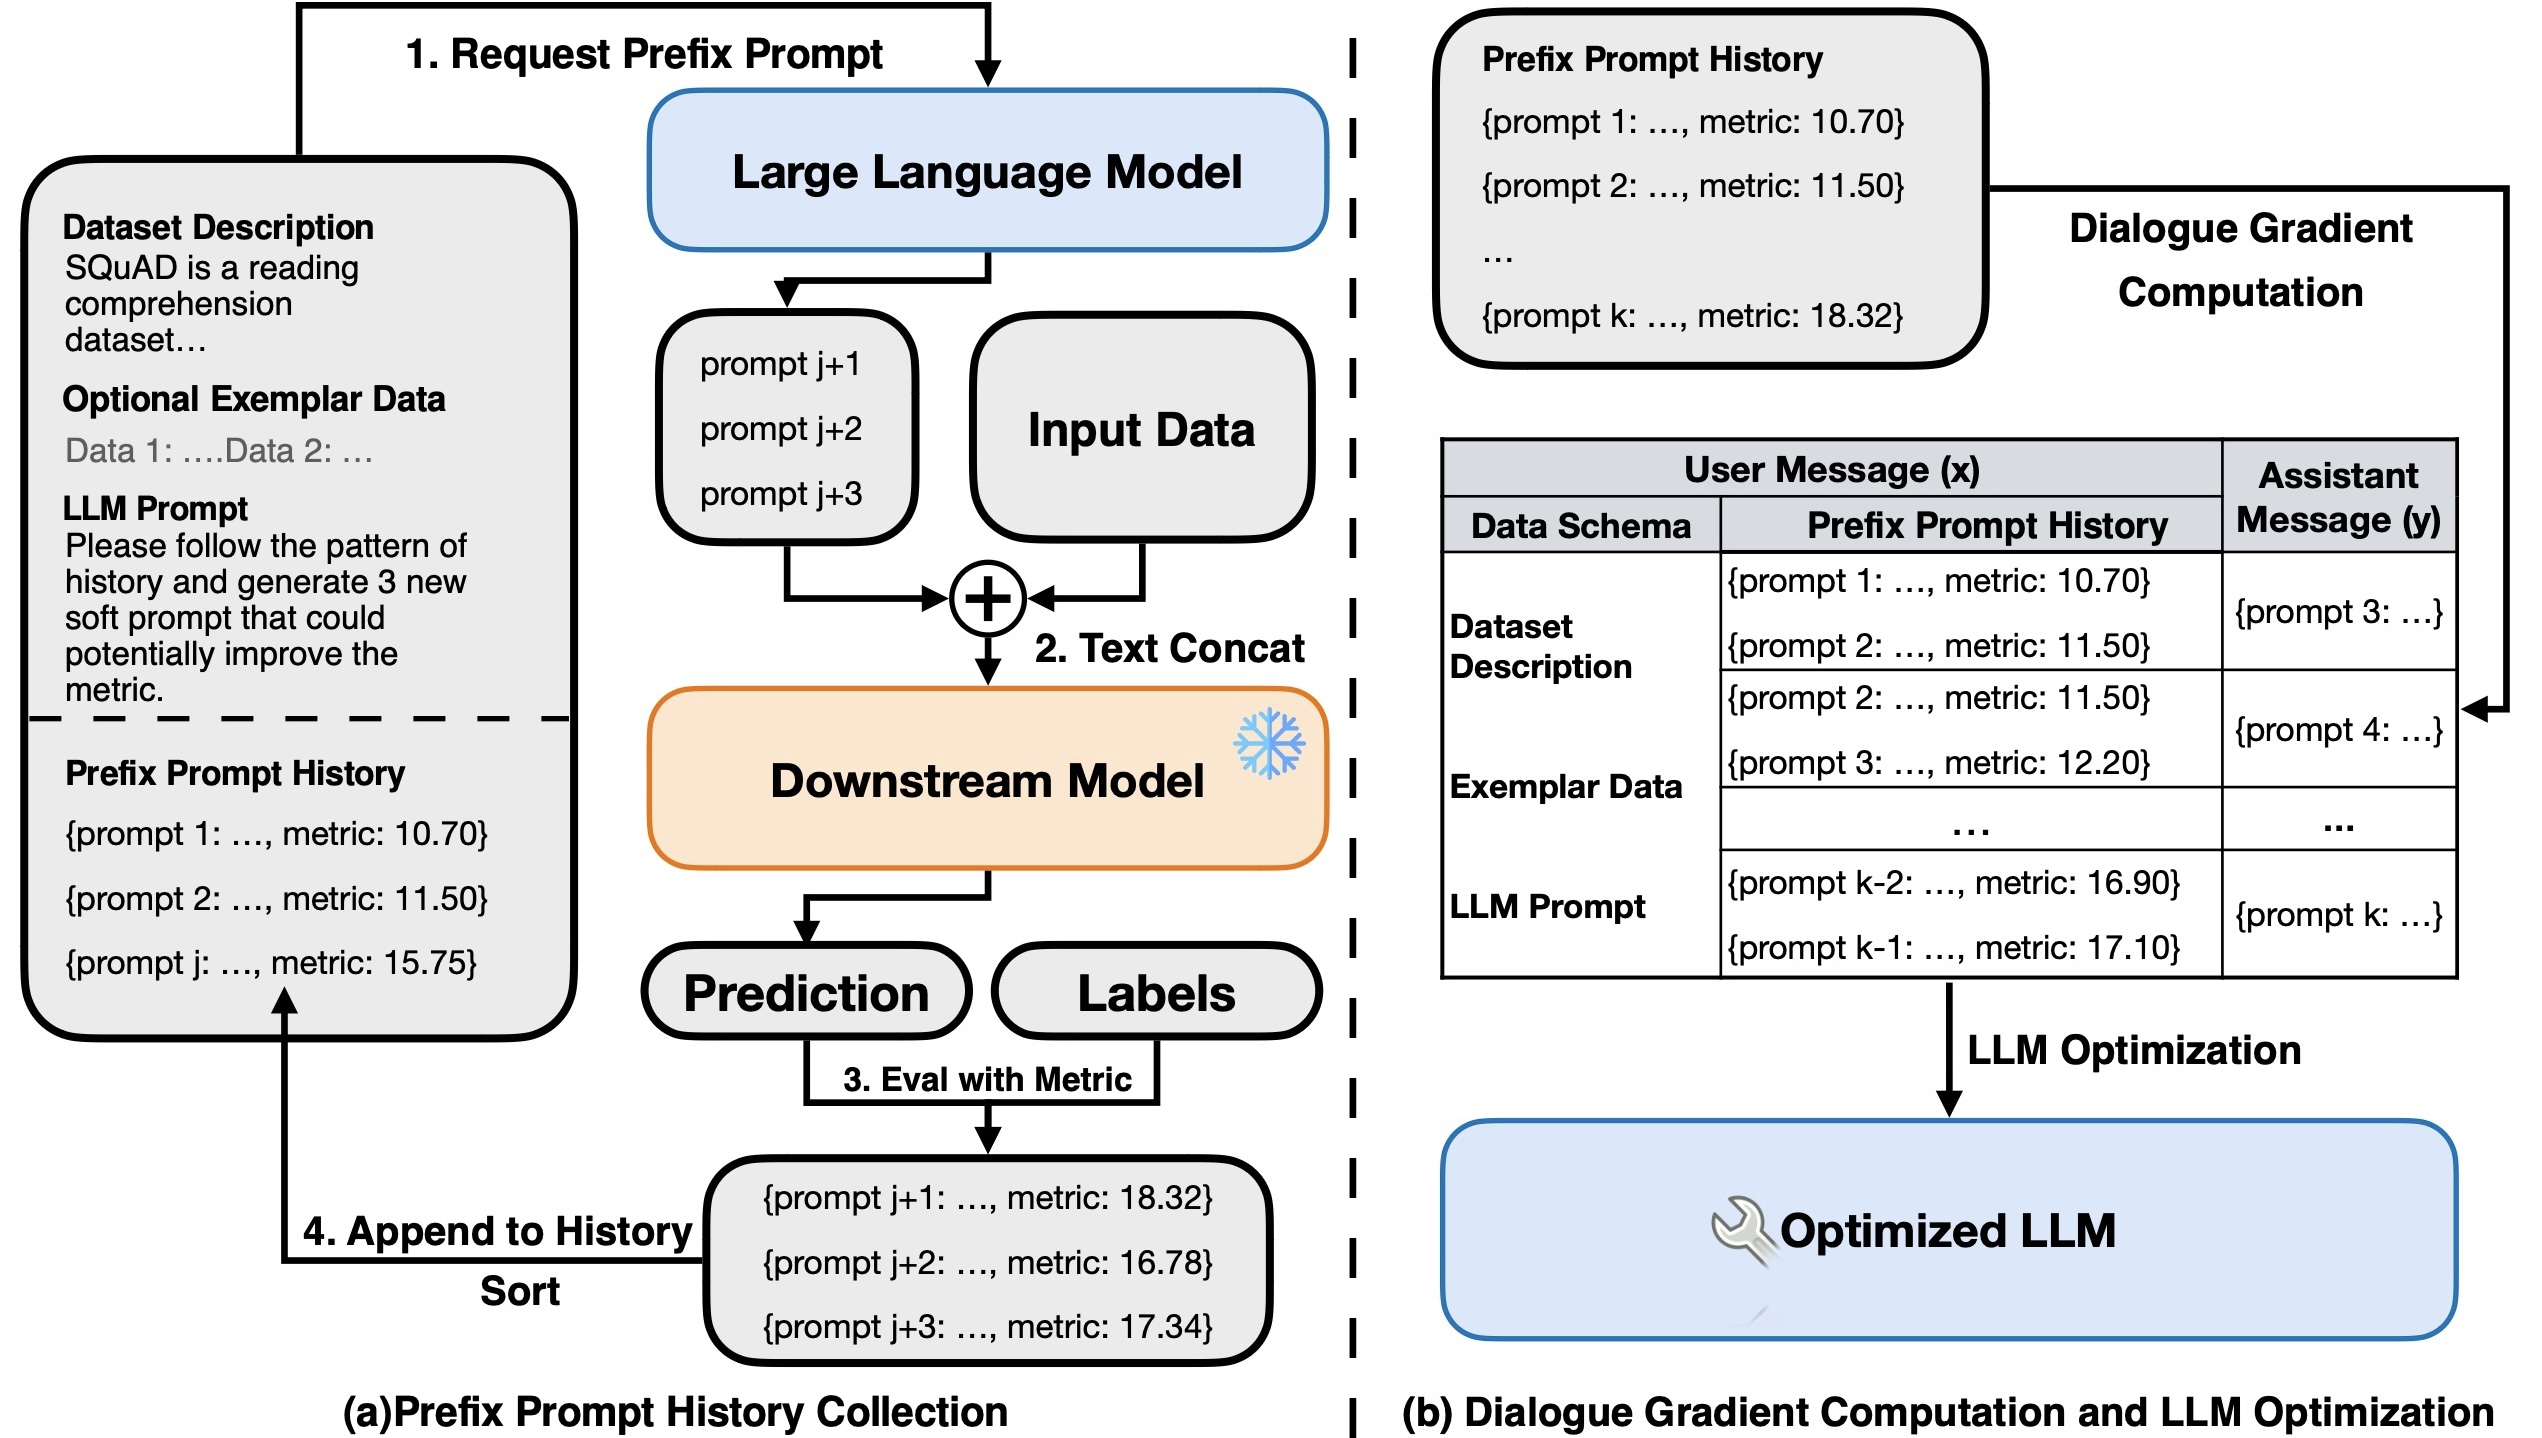 1. Request Prefix Prompt
Large Language Model
Dataset Description
SQuAD is a reading
comprehension
dataset…
Optional Exemplar Data
Data 1: ….Data 2: …
LLM Prompt
Please follow the pattern of
history and generate 3 new
soft prompt that could
potentially improve the
metric.
Prefix Prompt History
{prompt 1: …, metric: 10.70}
{prompt 2: …, metric: 11.50}
{prompt j: …, metric: 15.75}
prompt j+1
prompt j+2
prompt j+3
Input Data
2. Text Concat
Downstream Model
Prediction
Labels
3. Eval with Metric
{prompt j+1: …, metric: 18.32}
{prompt j+2: …, metric: 16.78}
{prompt j+3: …, metric: 17.34}
4. Append to History
Sort
(a)Prefix Prompt History Collection
Prefix Prompt History
{prompt 1: …, metric: 10.70}
{prompt 2: …, metric: 11.50}
…
{prompt k: …, metric: 18.32}
Dialogue Gradient
Computation
User Message (x)
Assistant
Message (y)
Data Schema
Prefix Prompt History
Dataset
Description
Exemplar Data
LLM Prompt
{prompt 1: …, metric: 10.70}
{prompt 2: …, metric: 11.50}
{prompt 3: …}
{prompt 2: …, metric: 11.50}
{prompt 3: …, metric: 12.20}
{prompt 4: …}
…
...
{prompt k-2: …, metric: 16.90}
{prompt k-1: …, metric: 17.10}
{prompt k: …}
LLM Optimization
Optimized LLM
(b) Dialogue Gradient Computation and LLM Optimization